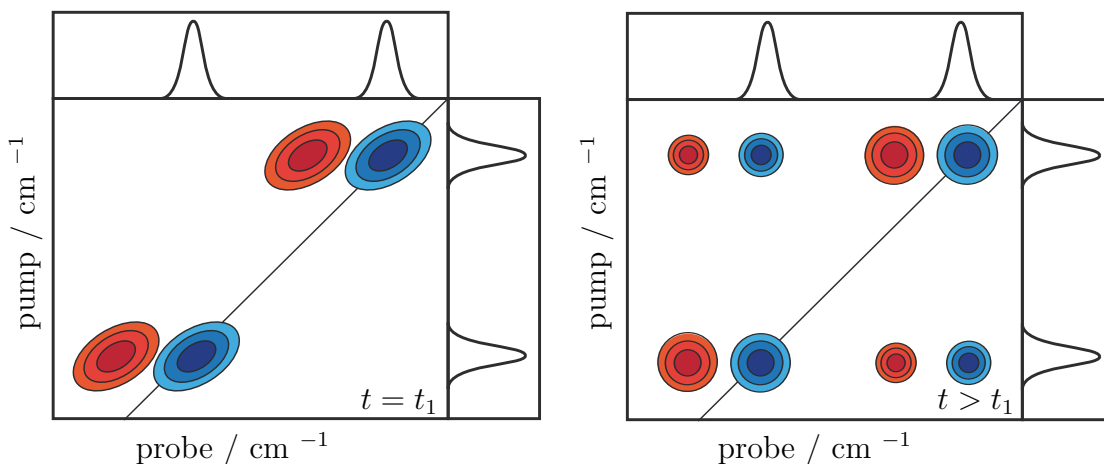 pump / cm⁻¹
t = t₁
probe / cm⁻¹
pump / cm⁻¹
t > t₁
probe / cm⁻¹